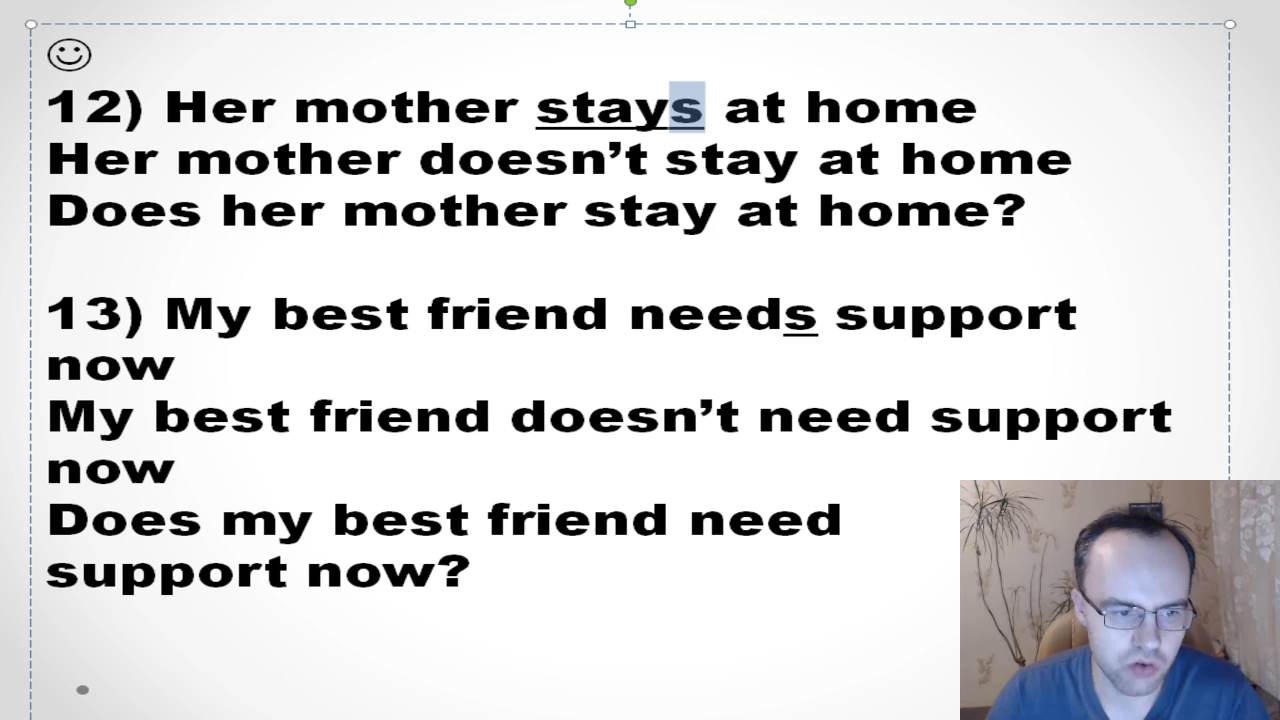 12) Her mother stays at home
Her mother doesn’t stay at home
Does her mother stay at home?
13) My best friend needs support
now
My best friend doesn’t need support
now
Does my best friend need
support now?